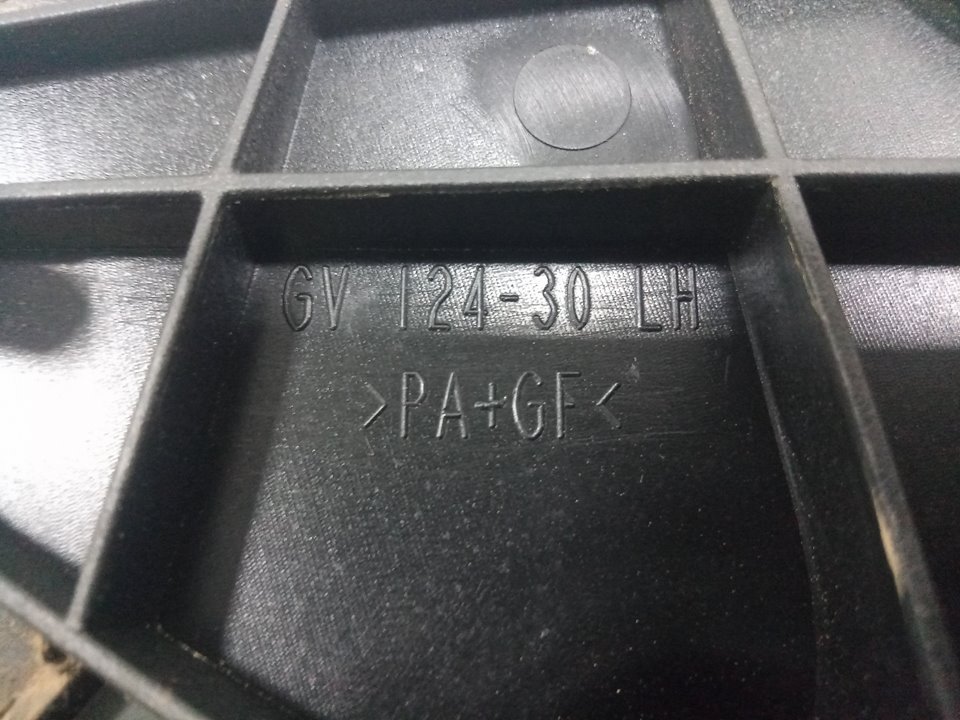 GV 124-30 LH
>PA+GF<